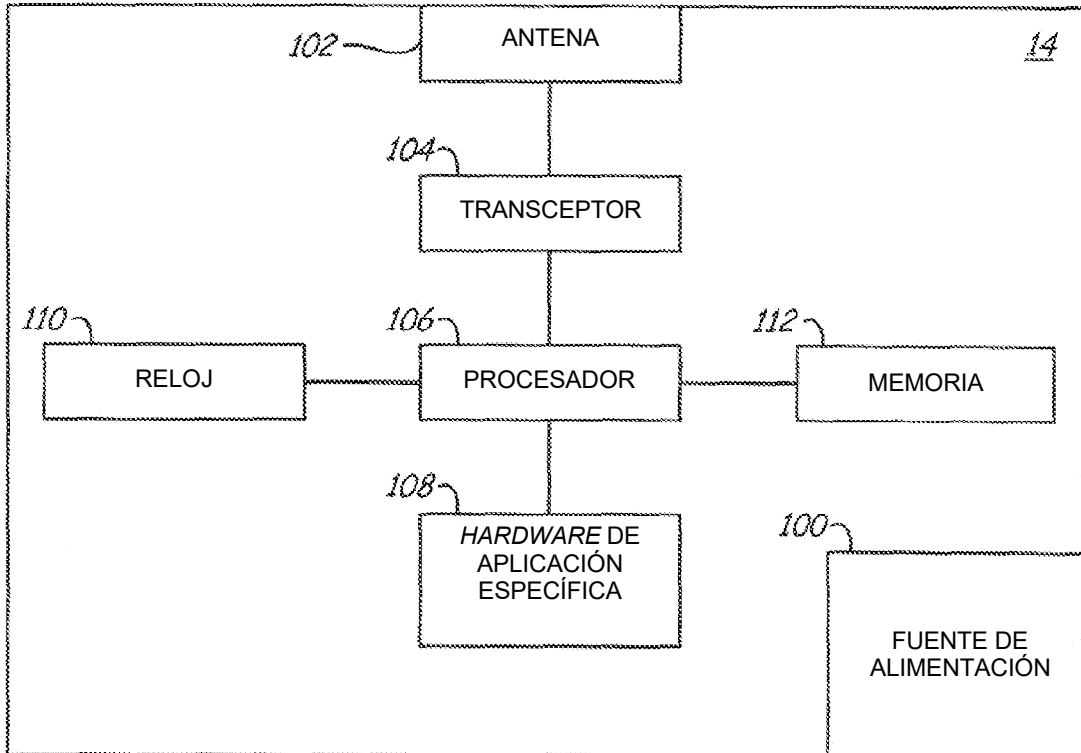 ANTENA
102
14
104
TRANSCEPTOR
110
106
112
RELOJ
PROCESADOR
MEMORIA
108
HARDWARE DE
APLICACIÓN
ESPECÍFICA
100
FUENTE DE
ALIMENTACIÓN